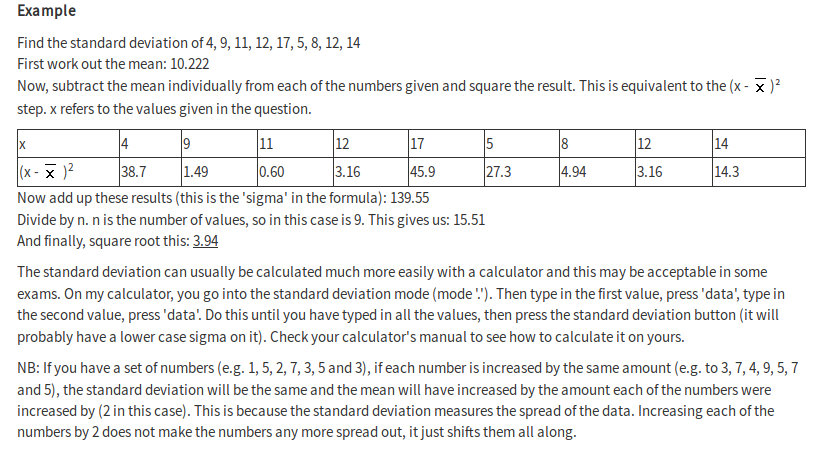 Example
Find the standard deviation of 4, 9, 11, 12, 17, 5, 8, 12, 14
First work out the mean: 10.222
Now, subtract the mean individually from each of the numbers given and square the result. This is equivalent to the (x - x̅ )²
step. x refers to the values given in the question.
x 4 9 11 12 17 5 8 12 14
(x - x̅ )² 38.7 1.49 0.60 3.16 45.9 27.3 4.94 3.16 14.3
Now add up these results (this is the 'sigma' in the formula): 139.55
Divide by n. n is the number of values, so in this case is 9. This gives us: 15.51
And finally, square root this: 3.94
The standard deviation can usually be calculated much more easily with a calculator and this may be acceptable in some
exams. On my calculator, you go into the standard deviation mode (mode '.'). Then type in the first value, press 'data', type in
the second value, press 'data'. Do this until you have typed in all the values, then press the standard deviation button (it will
probably have a lower case sigma on it). Check your calculator's manual to see how to calculate it on yours.
NB: If you have a set of numbers (e.g. 1, 5, 2, 7, 3, 5 and 3), if each number is increased by the same amount (e.g. to 3, 7, 4, 9, 5, 7
and 5), the standard deviation will be the same and the mean will have increased by the amount each of the numbers were
increased by (2 in this case). This is because the standard deviation measures the spread of the data. Increasing each of the
numbers by 2 does not make the numbers any more spread out, it just shifts them all along.